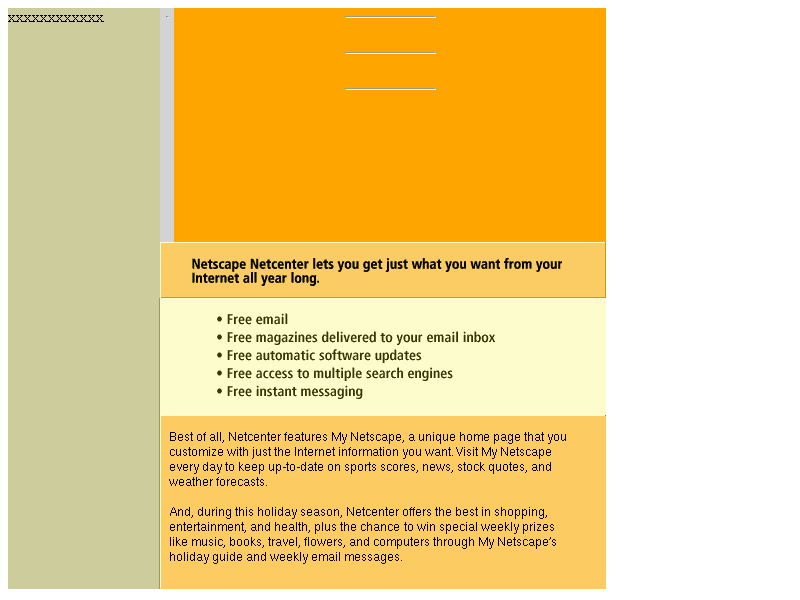 xxxxxxxxxxxx
Netscape Netcenter lets you get just what you want from your
Internet all year long.
• Free email
• Free magazines delivered to your email inbox
• Free automatic software updates
• Free access to multiple search engines
• Free instant messaging
Best of all, Netcenter features My Netscape, a unique home page that you
customize with just the Internet information you want. Visit My Netscape
every day to keep up-to-date on sports scores, news, stock quotes, and
weather forecasts.
And, during this holiday season, Netcenter offers the best in shopping,
entertainment, and health, plus the chance to win special weekly prizes
like music, books, travel, flowers, and computers through My Netscape's
holiday guide and weekly email messages.